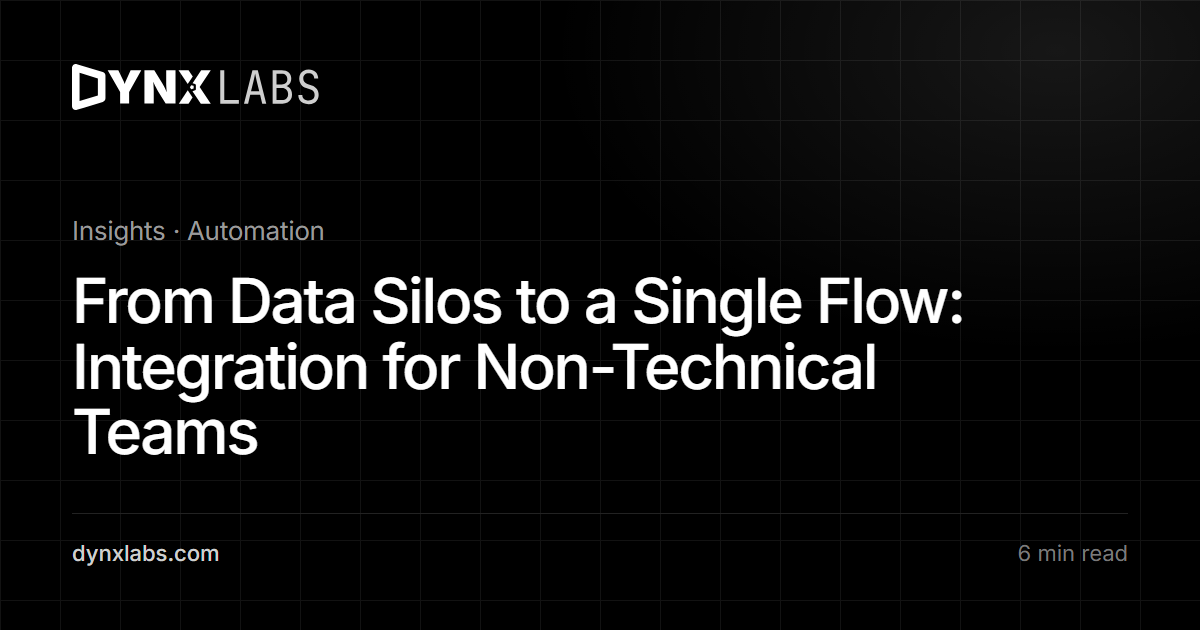 DYNX LABS
Insights · Automation
From Data Silos to a Single Flow:
Integration for Non-Technical
Teams
dynxlabs.com
6 min read